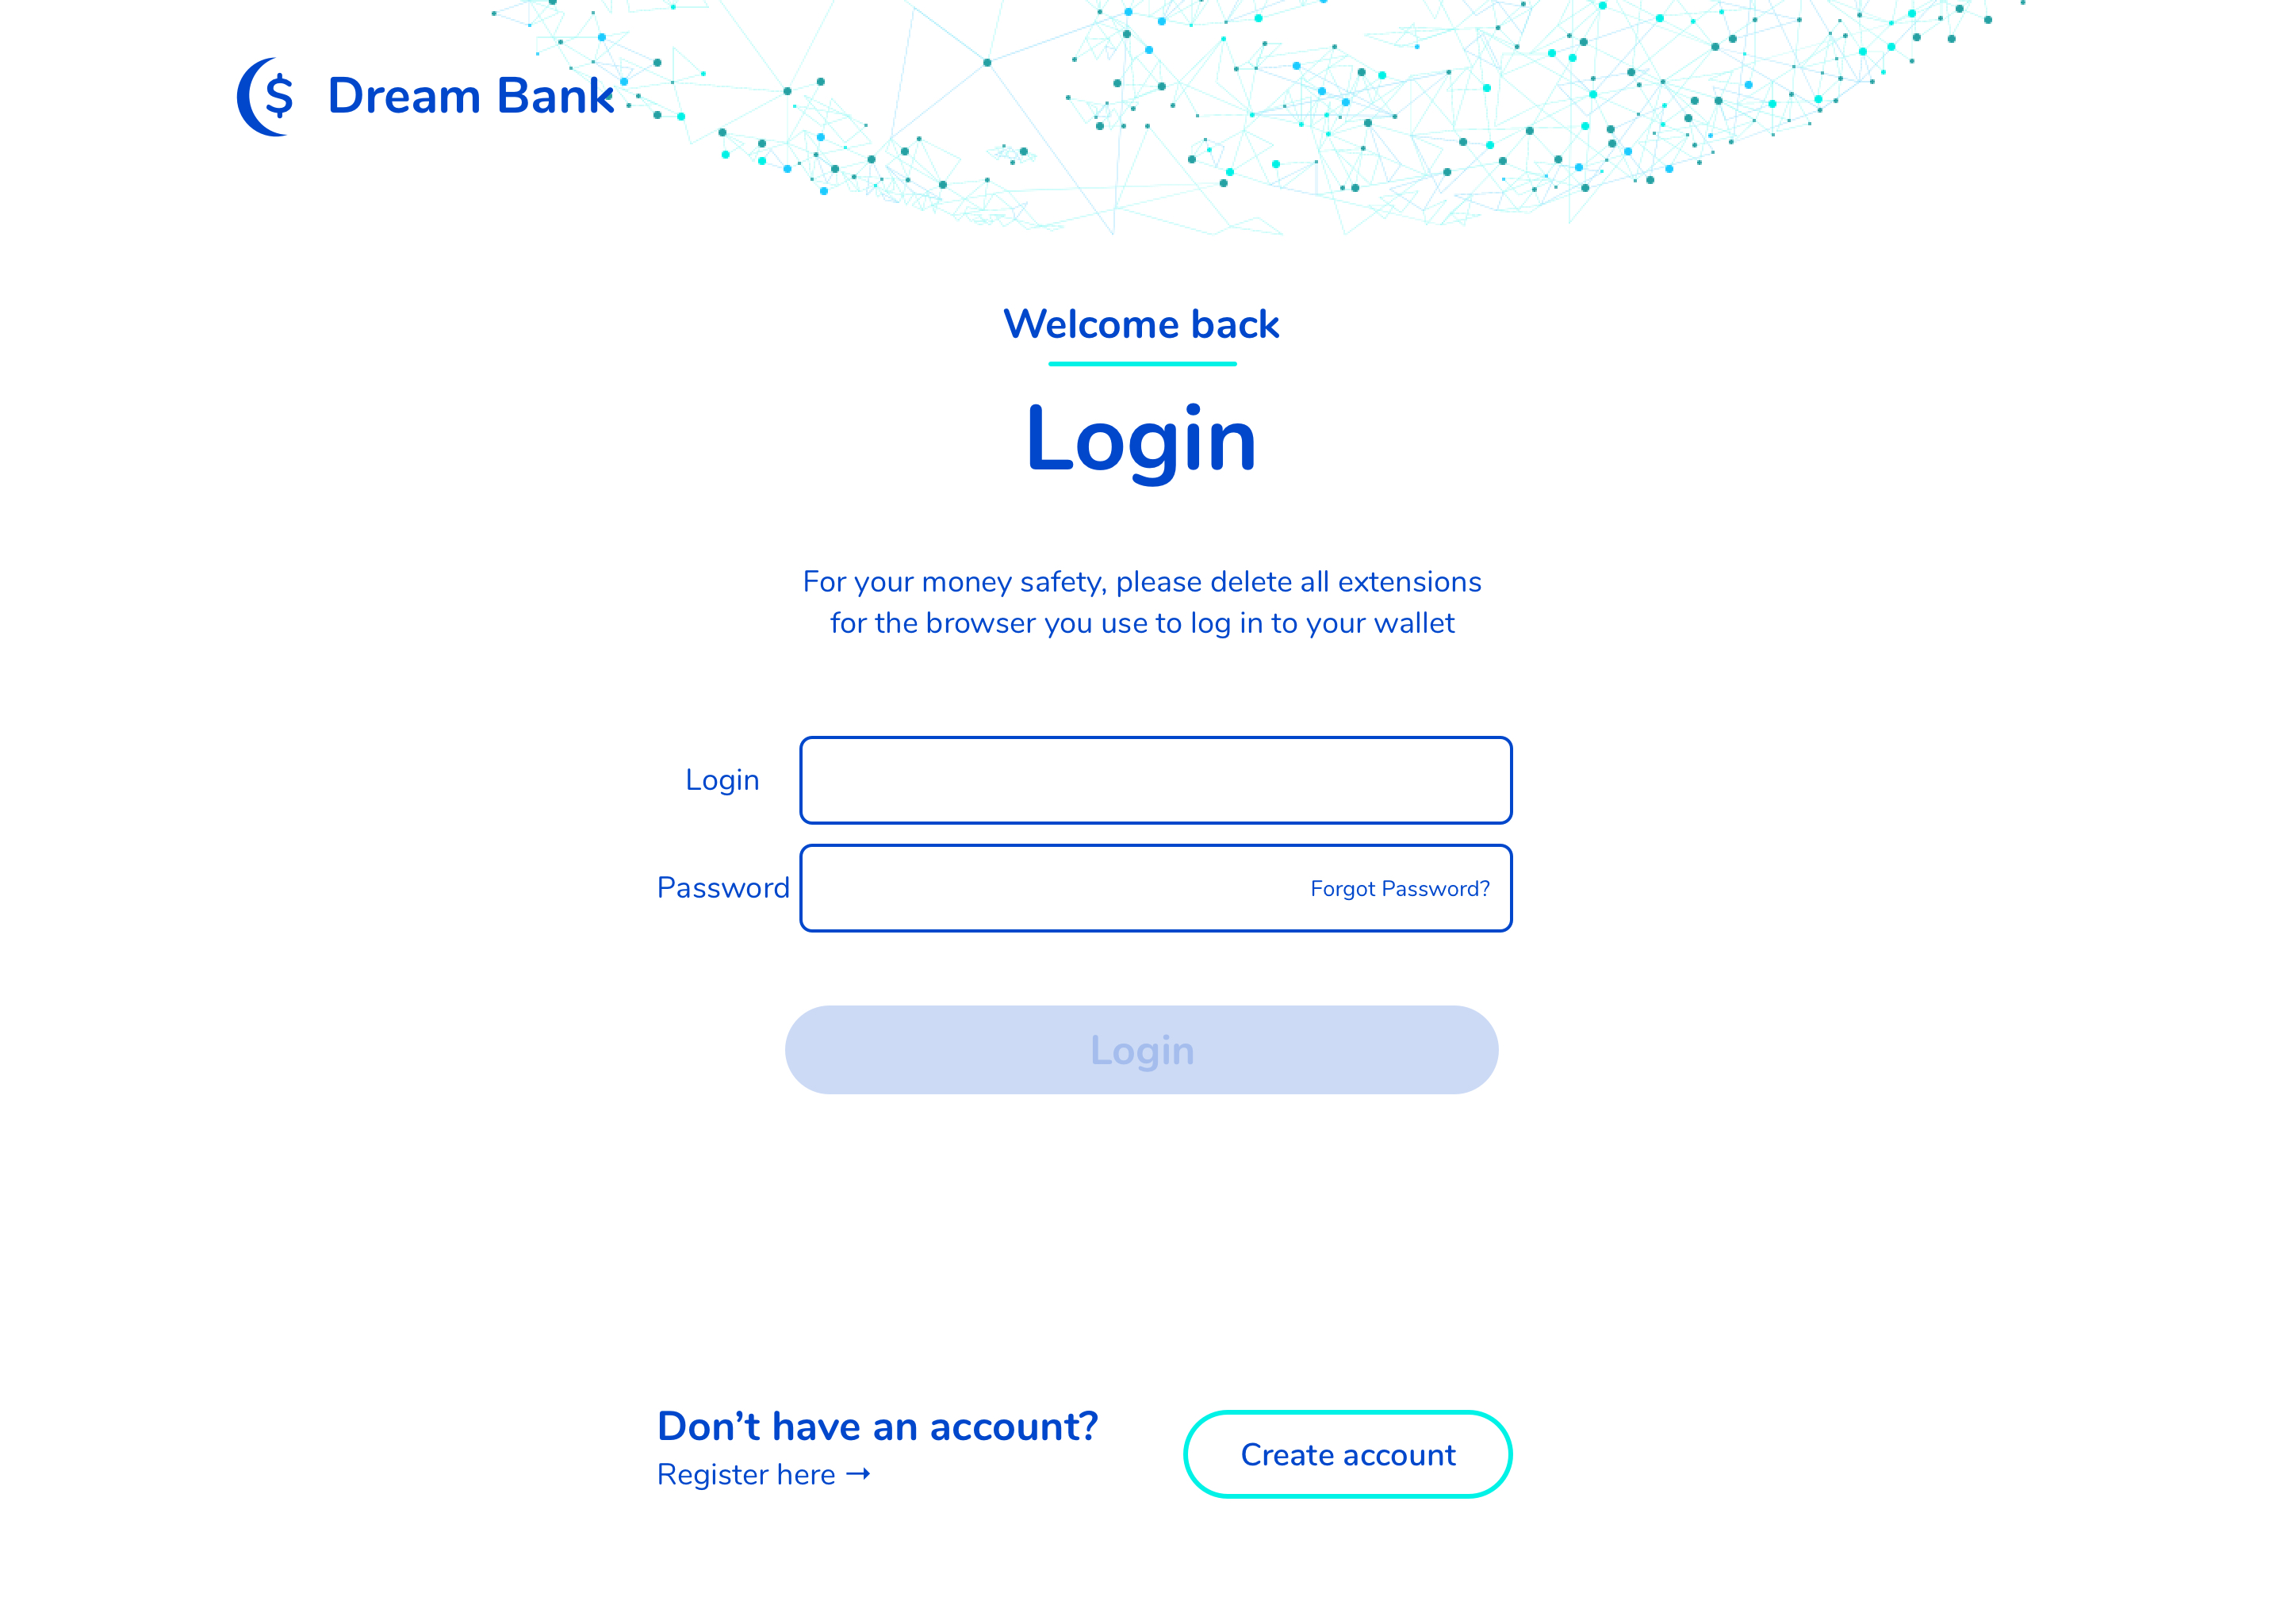 $
Dream Bank
Welcome back
Login
For your money safety, please delete all extensions
for the browser you use to log in to your wallet
Login
Password
Forgot Password?
Login
Don’t have an account?
Register here →
Create account